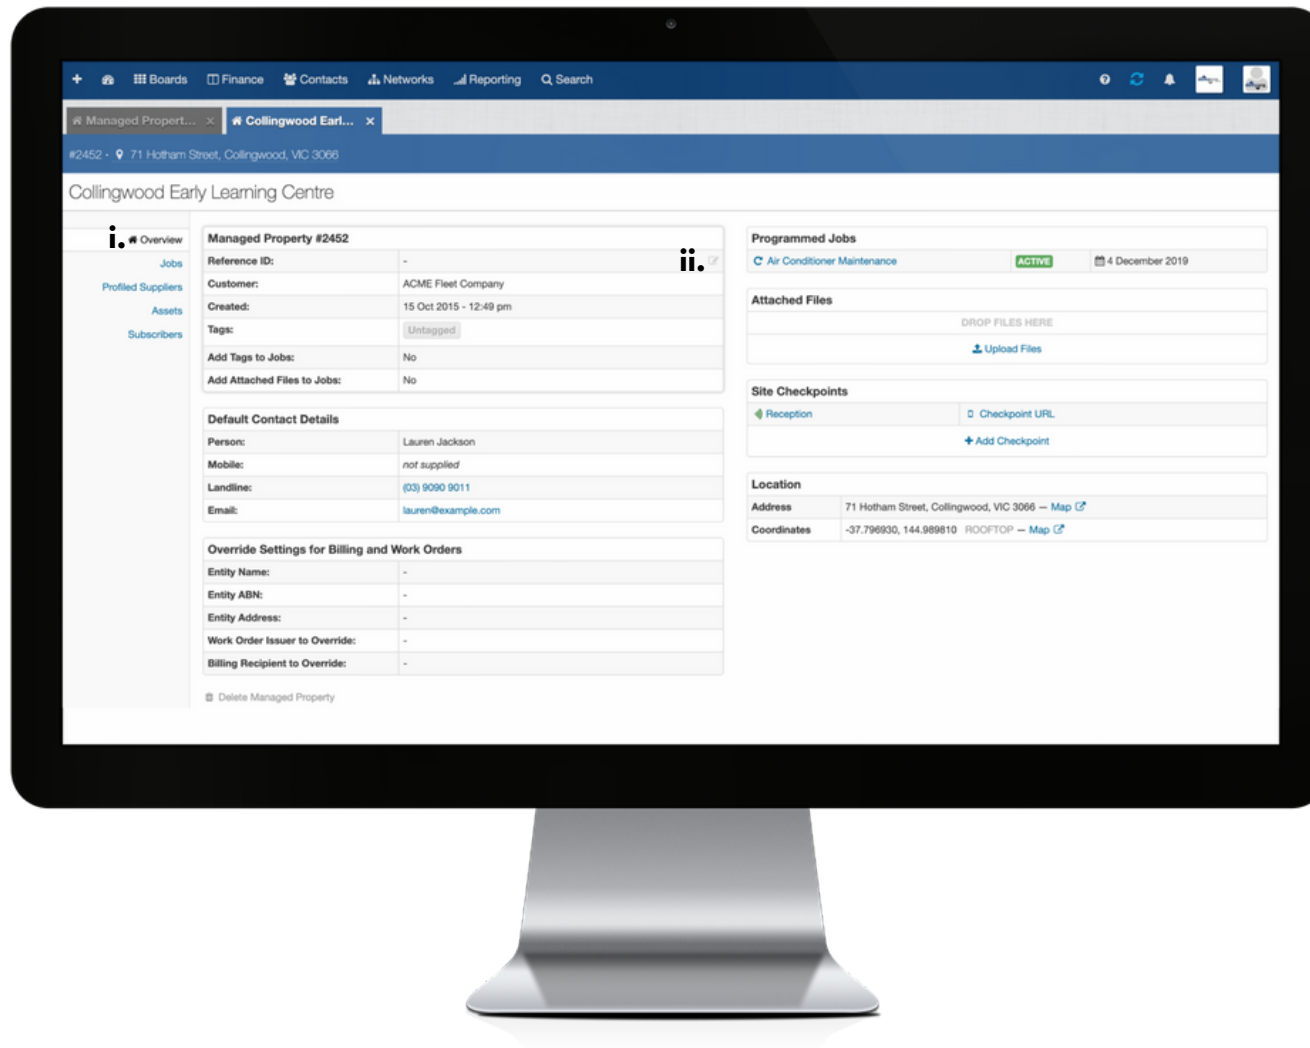 Boards Finance Contacts Networks Reporting Search
Managed Propert... × Collingwood Earl... ×
#2452 · 71 Hotham Street, Collingwood, VIC 3066
Collingwood Early Learning Centre
i. Overview
Jobs
Profiled Suppliers
Assets
Subscribers
Managed Property #2452
Reference ID: - ii.
Customer: ACME Fleet Company
Created: 15 Oct 2015 - 12:49 pm
Tags: Untagged
Add Tags to Jobs: No
Add Attached Files to Jobs: No
Default Contact Details
Person: Lauren Jackson
Mobile: not supplied
Landline: (03) 9090 9011
Email: lauren@example.com
Override Settings for Billing and Work Orders
Entity Name: -
Entity ABN: -
Entity Address: -
Work Order Issuer to Override: -
Billing Recipient to Override: -
Delete Managed Property
Programmed Jobs
Air Conditioner Maintenance ACTIVE 4 December 2019
Attached Files
DROP FILES HERE
Upload Files
Site Checkpoints
Reception Checkpoint URL
+ Add Checkpoint
Location
Address 71 Hotham Street, Collingwood, VIC 3066 — Map
Coordinates -37.796930, 144.989810 ROOFTOP — Map